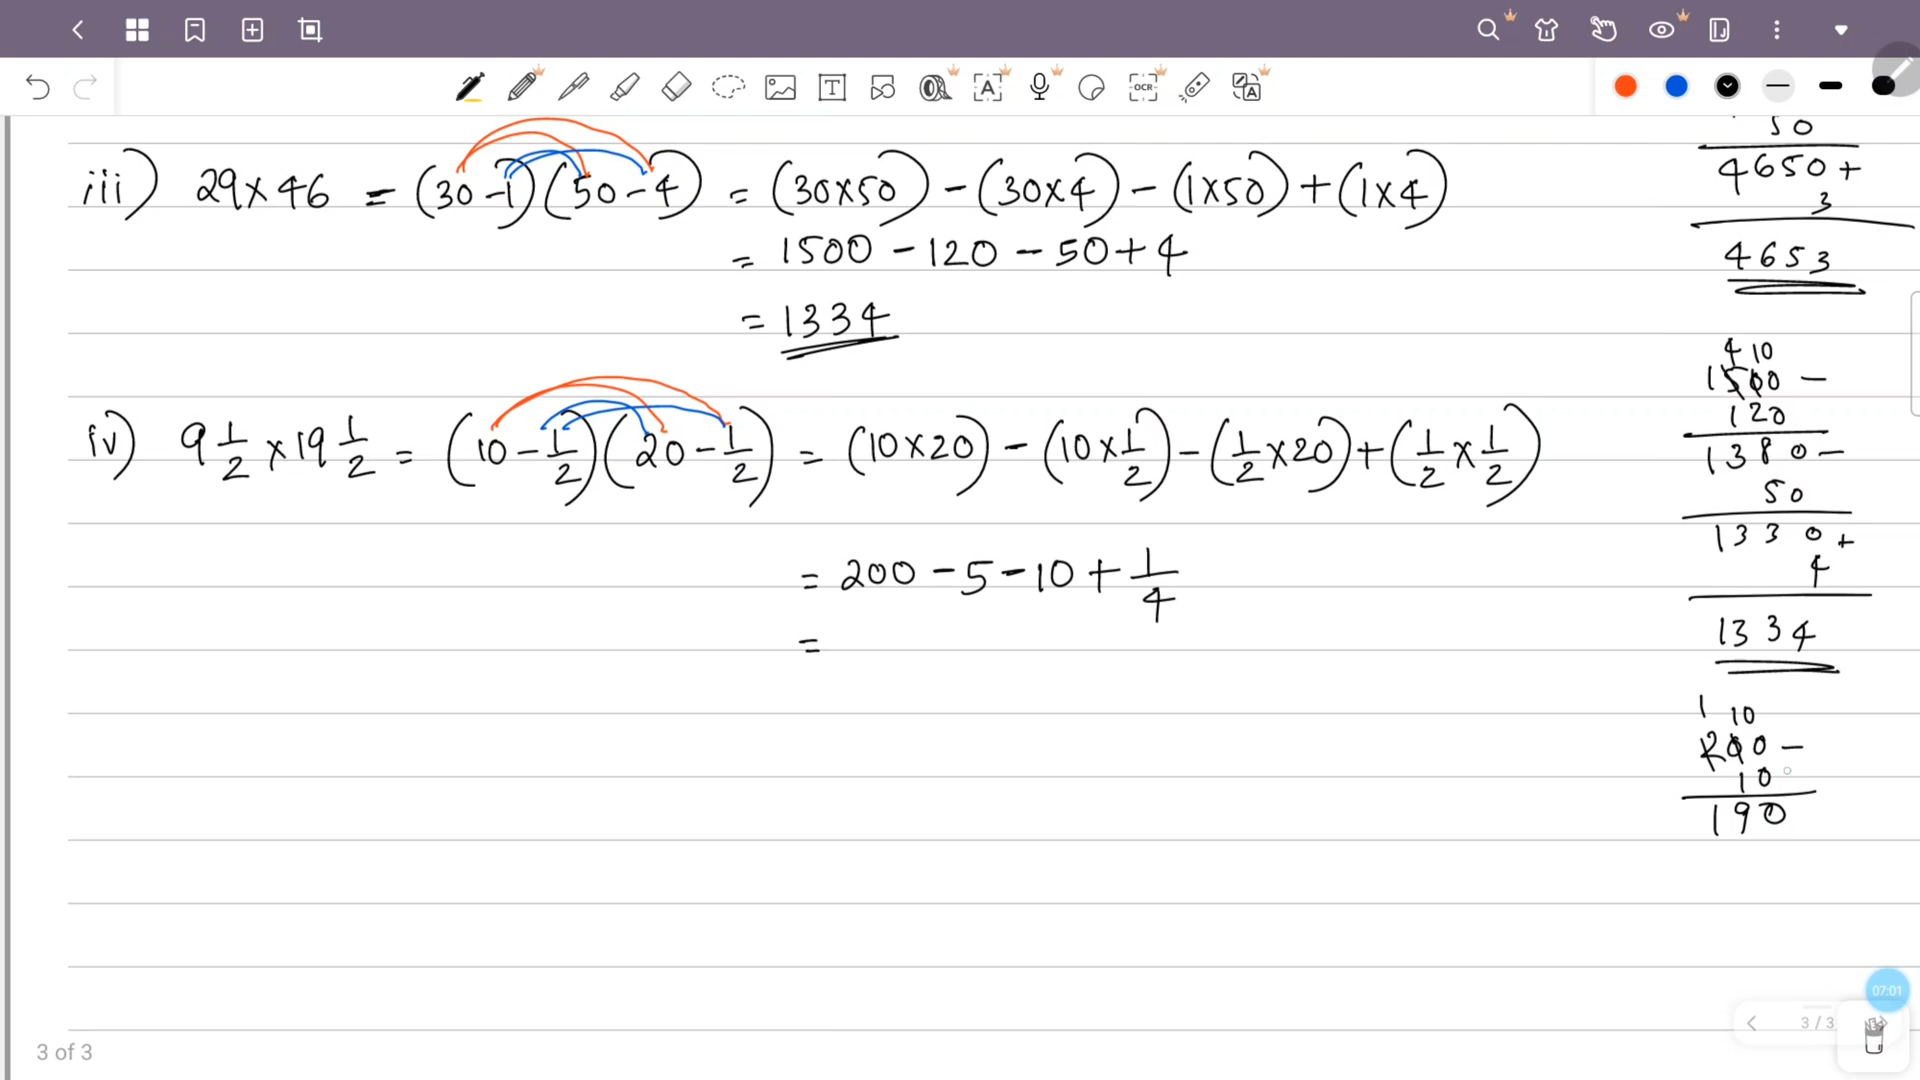 iii) 29×46 = (30-1)(50-4) = (30×50) - (30×4) - (1×50) + (1×4)
= 1500 - 120 - 50 + 4
= 1334
iv) 9 1/2 × 19 1/2 = (10 - 1/2)(20 - 1/2) = (10×20) - (10×1/2) - (1/2×20) + (1/2×1/2)
= 200 - 5 - 10 + 1/4
=
50
4650 +
3
4653
4 10
1500 -
120
1380 -
50
1330 +
4
1334
1 10
200 -
10
190
07:01
3 / 3
3 of 3
T
A
OCR
A